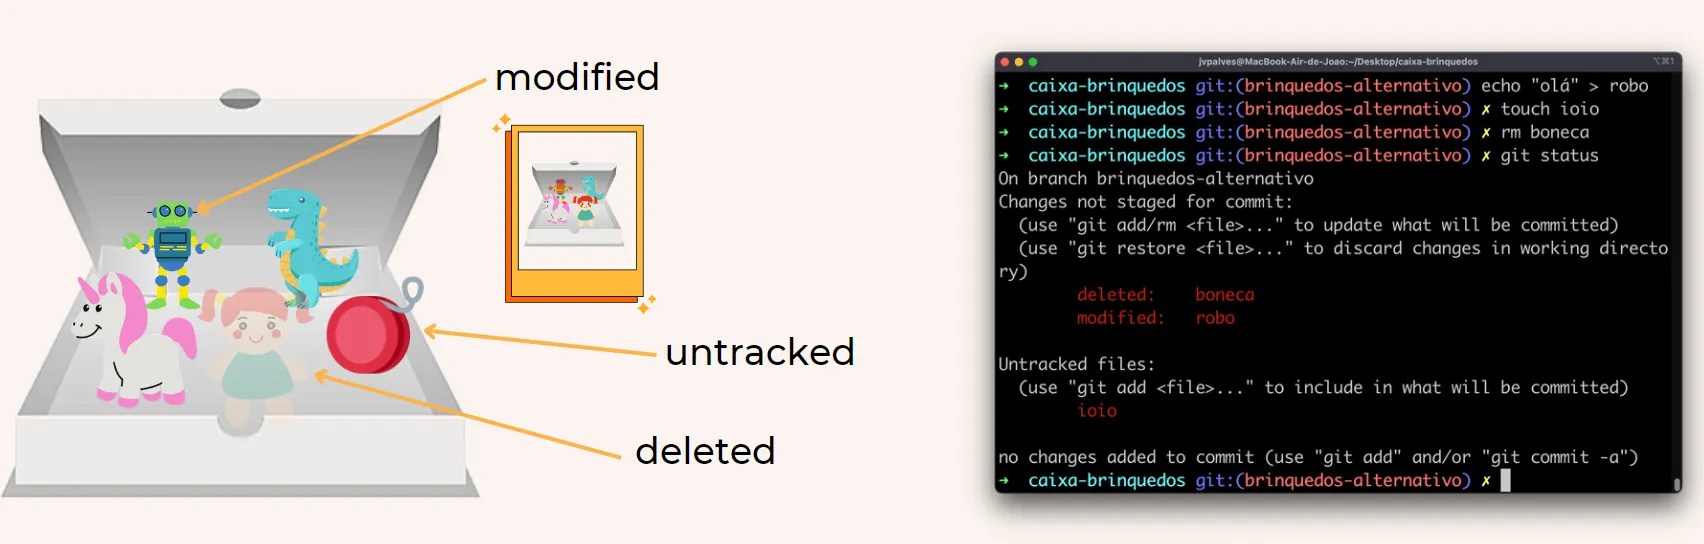 modified
untracked
deleted
jvpalves@MacBook-Air-de-Joao:~/Desktop/caixa-brinquedos
⌥⌘1
➜  caixa-brinquedos git:(brinquedos-alternativo) echo "olá" > robo
➜  caixa-brinquedos git:(brinquedos-alternativo) ✗ touch ioio
➜  caixa-brinquedos git:(brinquedos-alternativo) ✗ rm boneca
➜  caixa-brinquedos git:(brinquedos-alternativo) ✗ git status
On branch brinquedos-alternativo
Changes not staged for commit:
  (use "git add/rm <file>..." to update what will be committed)
  (use "git restore <file>..." to discard changes in working directo
ry)
        deleted:    boneca
        modified:   robo
Untracked files:
  (use "git add <file>..." to include in what will be committed)
        ioio
no changes added to commit (use "git add" and/or "git commit -a")
➜  caixa-brinquedos git:(brinquedos-alternativo) ✗